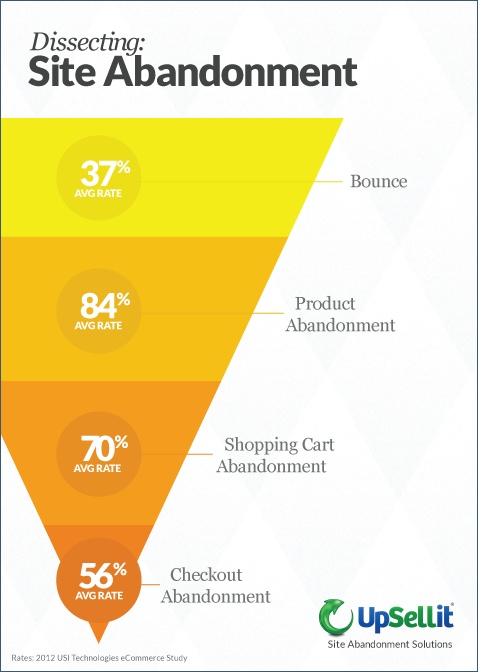 Dissecting:
Site Abandonment
37%
AVG RATE
Bounce
84%
AVG RATE
Product
Abandonment
70%
AVG RATE
Shopping Cart
Abandonment
56%
AVG RATE
Checkout
Abandonment
UpSellit®
Site Abandonment Solutions
Rates: 2012 USI Technologies eCommerce Study